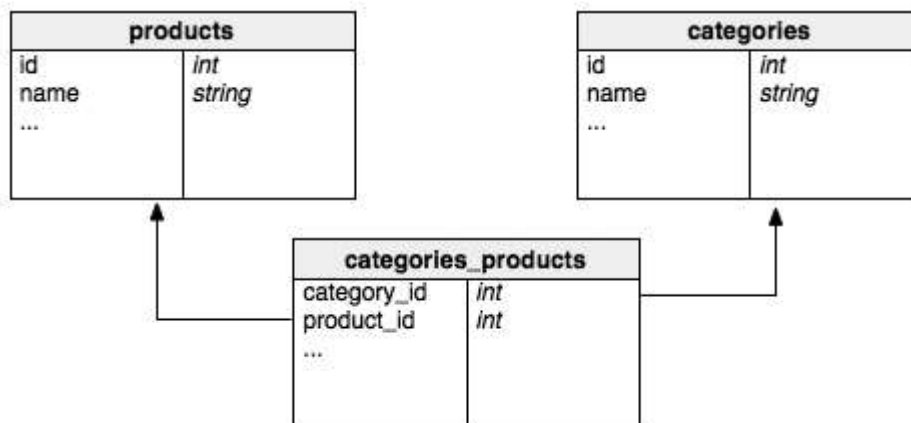 products
id int
name string
...
categories
id int
name string
...
categories_products
category_id int
product_id int
...